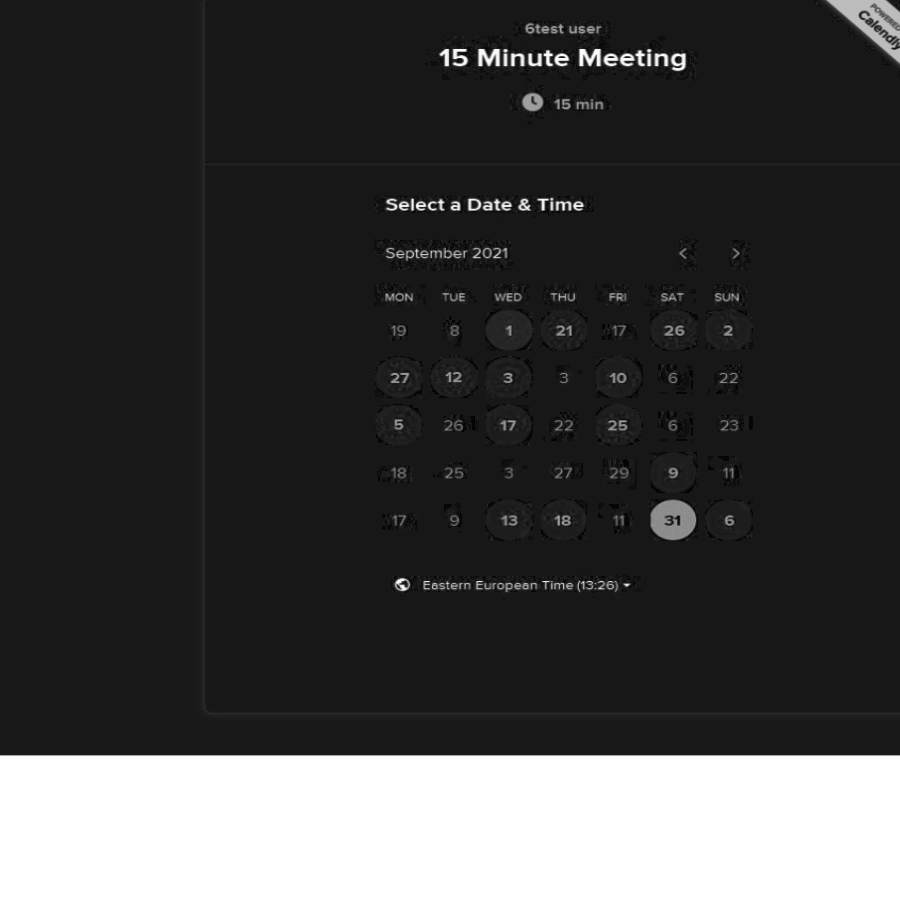 POWERED
Calendly
6test user
15 Minute Meeting
15 min
Select a Date & Time
September 2021 < >
MON TUE WED THU FRI SAT SUN
19 8 1 21 17 26 2
27 12 3 3 10 6 22
5 26 17 22 25 6 23
18 25 3 27 29 9 11
17 9 13 18 11 31 6
Eastern European Time (13:26)